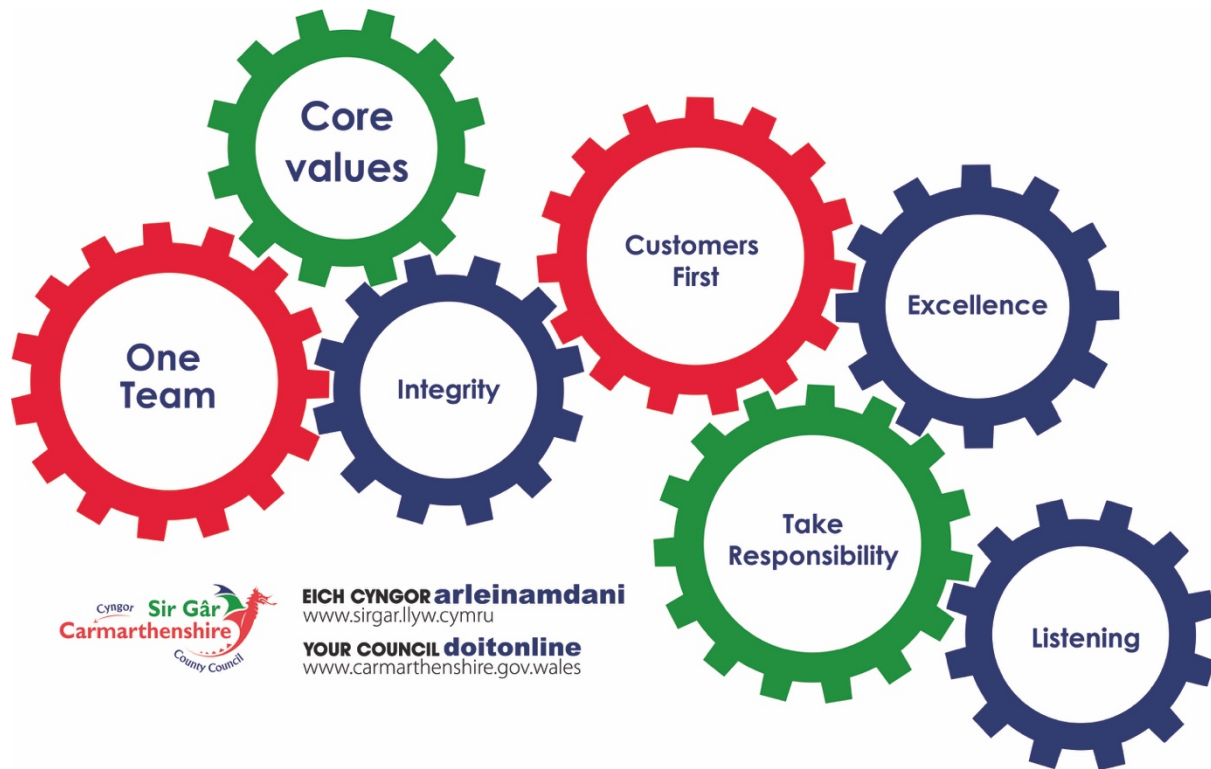 Core
values
One
Team
Integrity
Customers
First
Excellence
Take
Responsibility
Listening
Cyngor Sir Gâr
Carmarthenshire
County Council
EICH CYNGOR arleinamdani
www.sirgar.llyw.cymru
YOUR COUNCIL doitonline
www.carmarthenshire.gov.wales